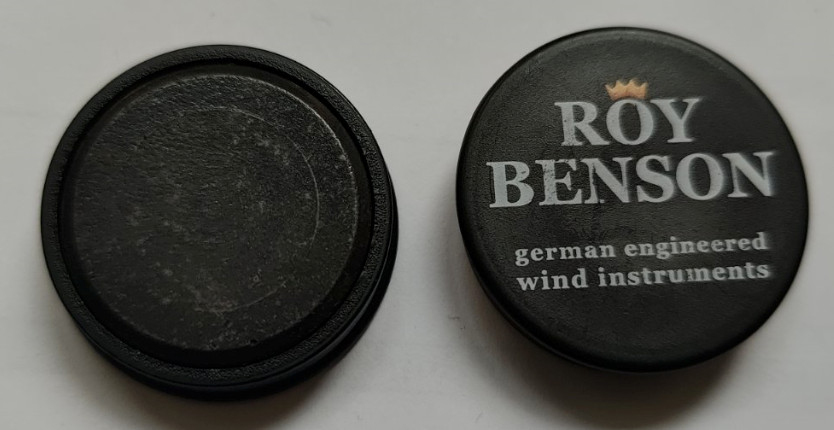 ROY
BENSON
german engineered
wind instruments